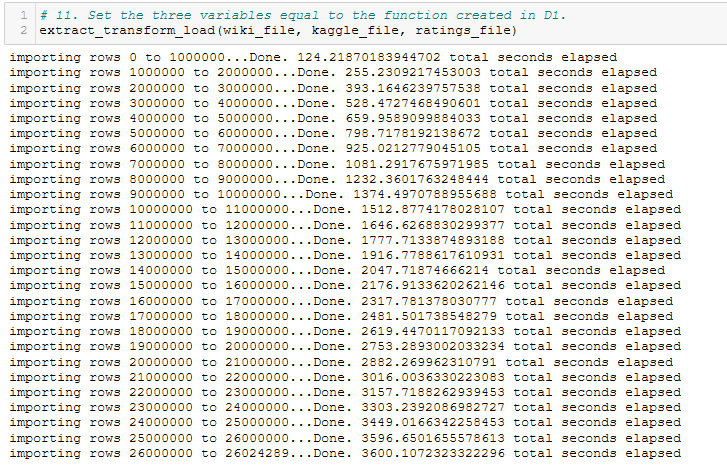 1 # 11. Set the three variables equal to the function created in D1.
2 extract_transform_load(wiki_file, kaggle_file, ratings_file)
importing rows 0 to 1000000...Done. 124.21870183944702 total seconds elapsed
importing rows 1000000 to 2000000...Done. 255.2309217453003 total seconds elapsed
importing rows 2000000 to 3000000...Done. 393.1646239757538 total seconds elapsed
importing rows 3000000 to 4000000...Done. 528.4727468490601 total seconds elapsed
importing rows 4000000 to 5000000...Done. 659.9589099884033 total seconds elapsed
importing rows 5000000 to 6000000...Done. 798.7178192138672 total seconds elapsed
importing rows 6000000 to 7000000...Done. 925.0212779045105 total seconds elapsed
importing rows 7000000 to 8000000...Done. 1081.2917675971985 total seconds elapsed
importing rows 8000000 to 9000000...Done. 1232.3601763248444 total seconds elapsed
importing rows 9000000 to 10000000...Done. 1374.4970788955688 total seconds elapsed
importing rows 10000000 to 11000000...Done. 1512.8774178028107 total seconds elapsed
importing rows 11000000 to 12000000...Done. 1646.6268830299377 total seconds elapsed
importing rows 12000000 to 13000000...Done. 1777.7133874893188 total seconds elapsed
importing rows 13000000 to 14000000...Done. 1916.7788617610931 total seconds elapsed
importing rows 14000000 to 15000000...Done. 2047.71874666214 total seconds elapsed
importing rows 15000000 to 16000000...Done. 2176.9133620262146 total seconds elapsed
importing rows 16000000 to 17000000...Done. 2317.781378030777 total seconds elapsed
importing rows 17000000 to 18000000...Done. 2481.501738548279 total seconds elapsed
importing rows 18000000 to 19000000...Done. 2619.4470117092133 total seconds elapsed
importing rows 19000000 to 20000000...Done. 2753.2893002033234 total seconds elapsed
importing rows 20000000 to 21000000...Done. 2882.269962310791 total seconds elapsed
importing rows 21000000 to 22000000...Done. 3016.0036330223083 total seconds elapsed
importing rows 22000000 to 23000000...Done. 3157.7188262939453 total seconds elapsed
importing rows 23000000 to 24000000...Done. 3303.2392086982727 total seconds elapsed
importing rows 24000000 to 25000000...Done. 3449.0166342258453 total seconds elapsed
importing rows 25000000 to 26000000...Done. 3596.6501655578613 total seconds elapsed
importing rows 26000000 to 26024289...Done. 3600.1072323322296 total seconds elapsed